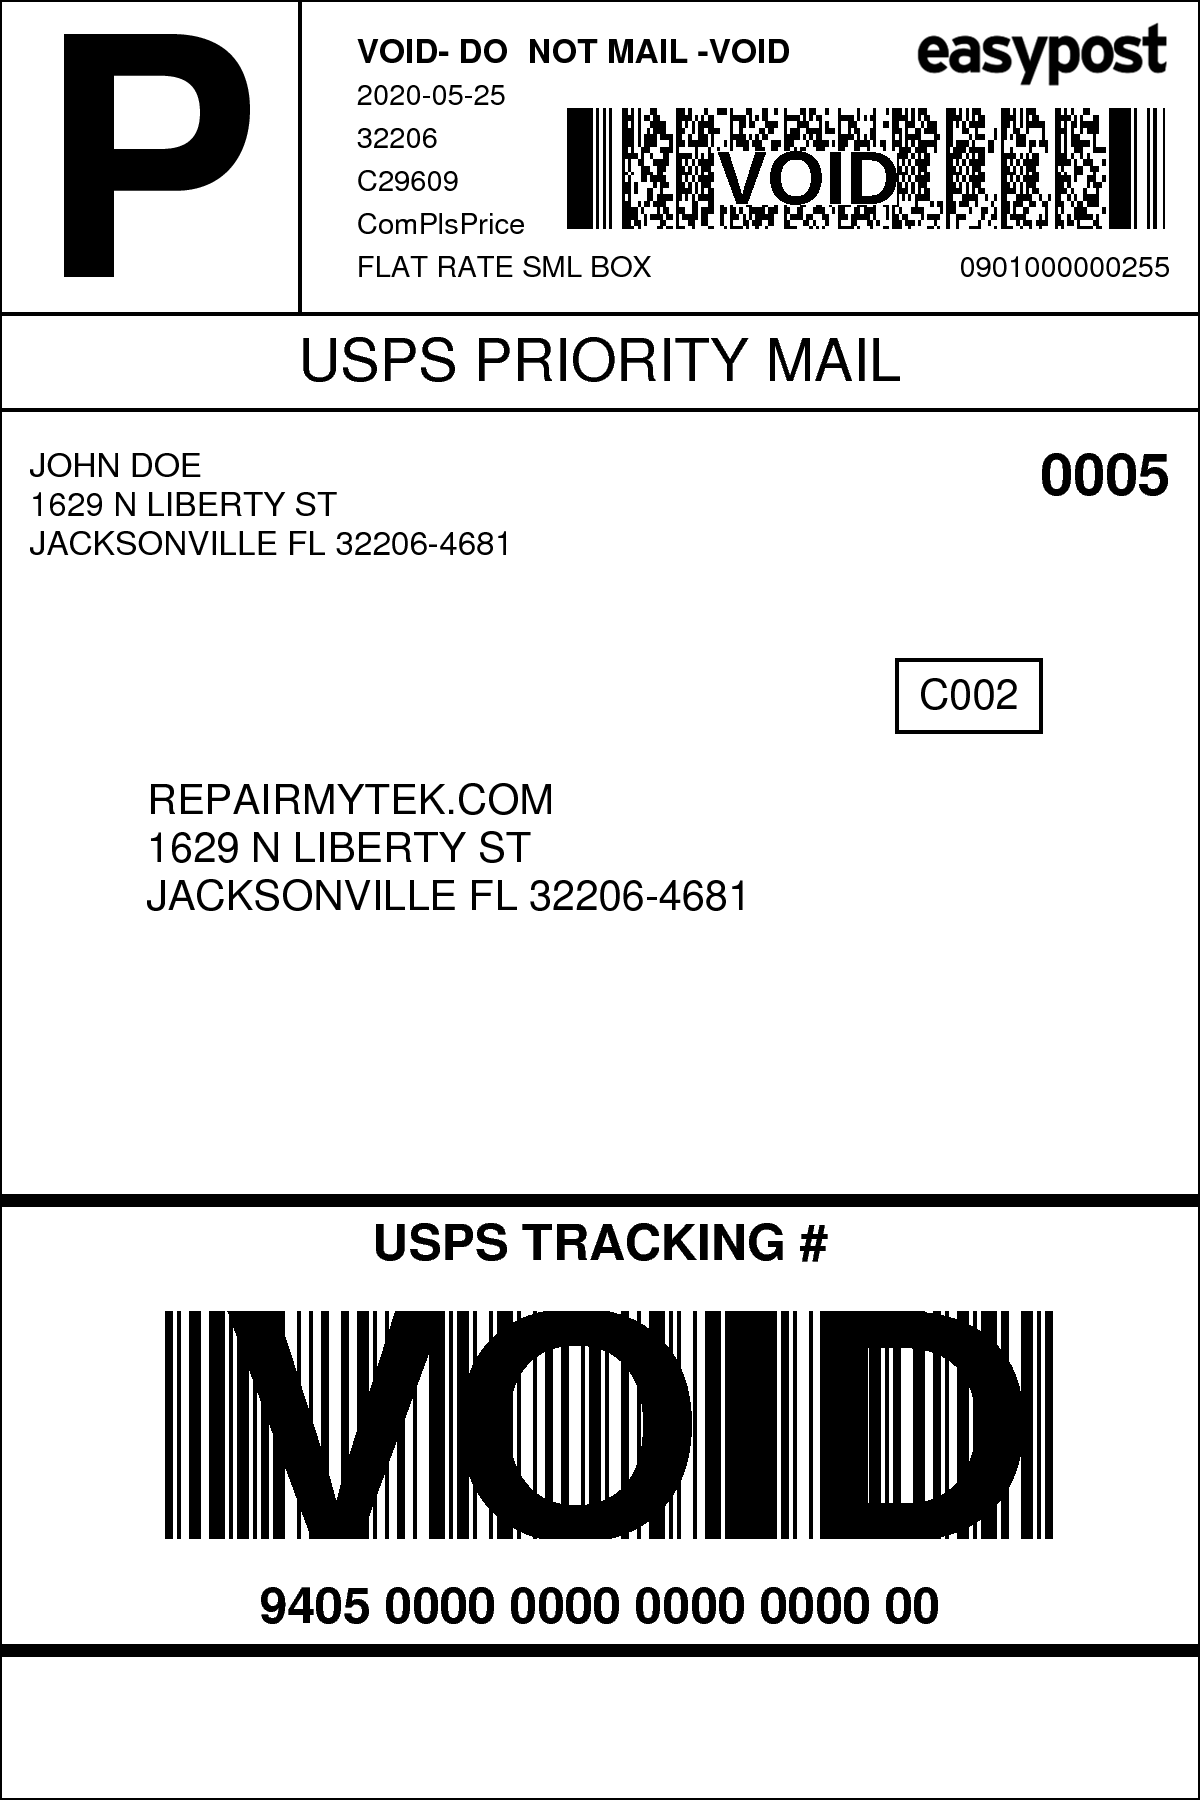 P
VOID- DO NOT MAIL -VOID
easypost
2020-05-25
32206
C29609
ComPlsPrice
VOID
FLAT RATE SML BOX
0901000000255
USPS PRIORITY MAIL
JOHN DOE
1629 N LIBERTY ST
JACKSONVILLE FL 32206-4681
0005
C002
REPAIRMYTEK.COM
1629 N LIBERTY ST
JACKSONVILLE FL 32206-4681
USPS TRACKING #
VOID
9405 0000 0000 0000 0000 00